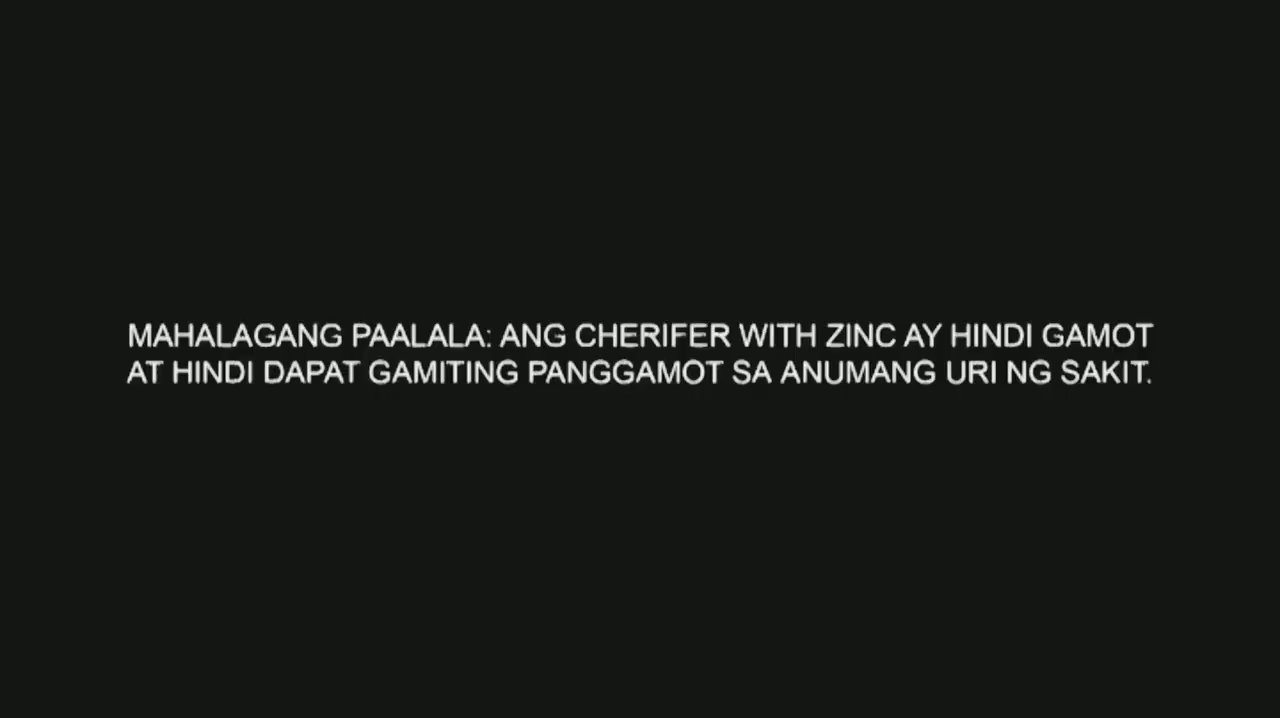 MAHALAGANG PAALALA: ANG CHERIFER WITH ZINC AY HINDI GAMOT
AT HINDI DAPAT GAMITING PANGGAMOT SA ANUMANG URI NG SAKIT.